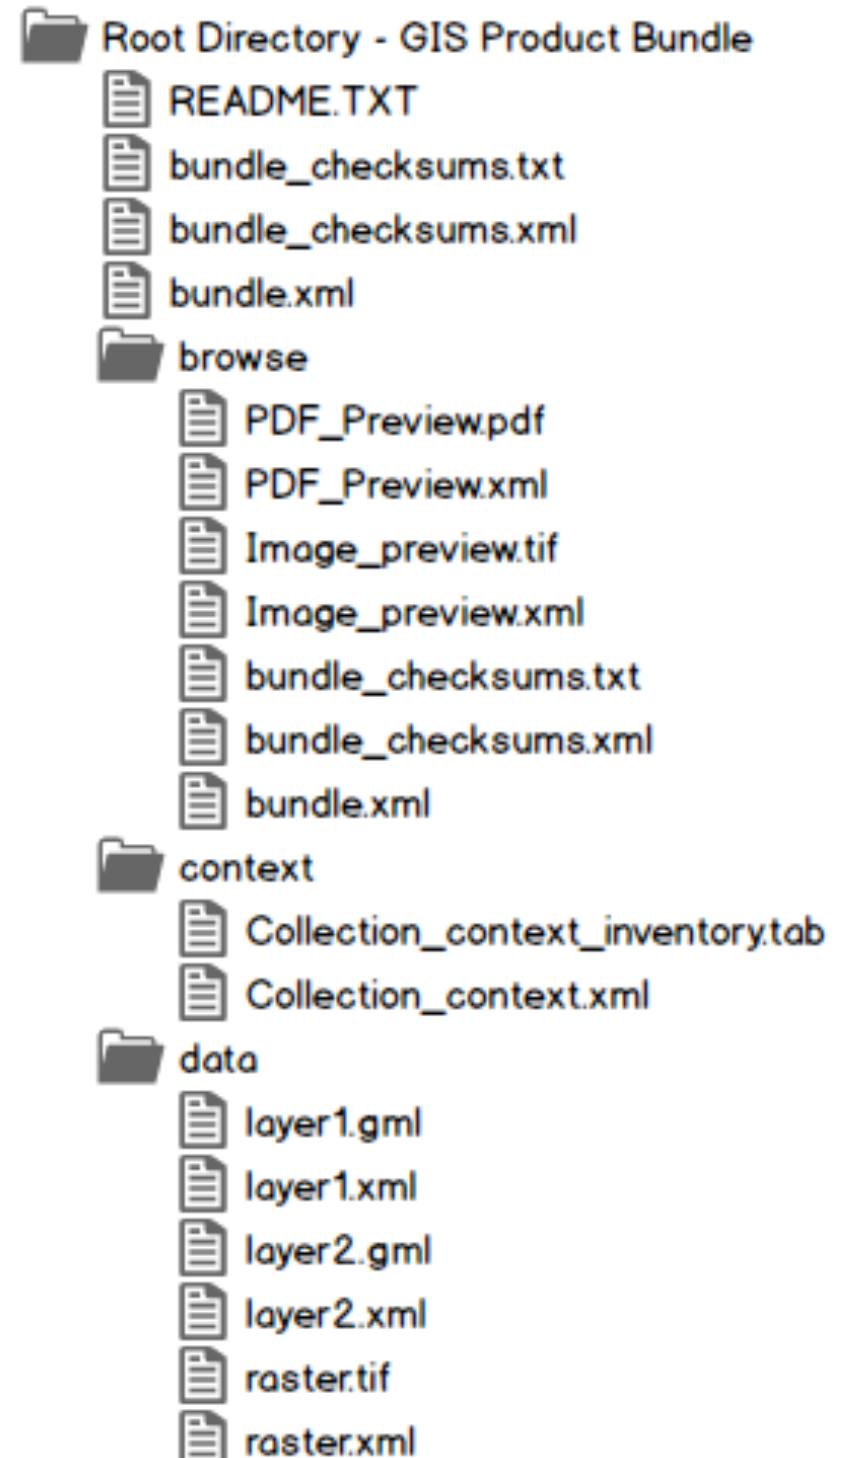 Root Directory - GIS Product Bundle
README.TXT
bundle_checksums.txt
bundle_checksums.xml
bundle.xml
browse
PDF_Preview.pdf
PDF_Preview.xml
Image_preview.tif
Image_preview.xml
bundle_checksums.txt
bundle_checksums.xml
bundle.xml
context
Collection_context_inventory.tab
Collection_context.xml
data
layer1.gml
layer1.xml
layer2.gml
layer2.xml
raster.tif
raster.xml